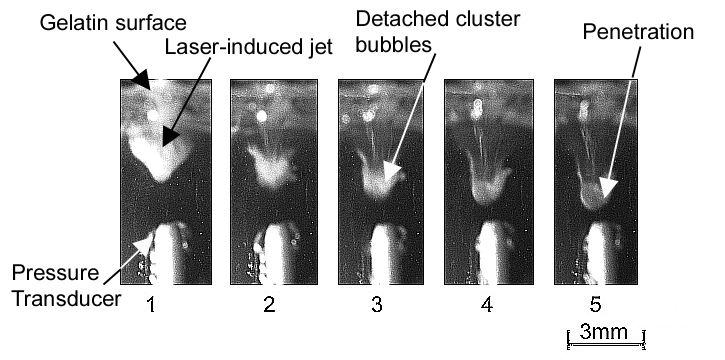 Gelatin surface
Laser-induced jet
Detached cluster
bubbles
Penetration
Pressure
Transducer
1
2
3
4
5
3mm